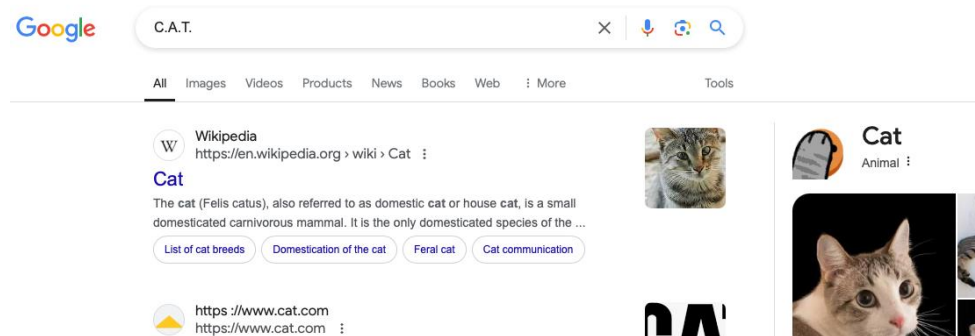 Google
C.A.T.
All Images Videos Products News Books Web More Tools
W
Wikipedia
https://en.wikipedia.org › wiki › Cat
Cat
The cat (Felis catus), also referred to as domestic cat or house cat, is a small
domesticated carnivorous mammal. It is the only domesticated species of the ...
List of cat breeds Domestication of the cat Feral cat Cat communication
https ://www.cat.com
https://www.cat.com
Cat
Animal